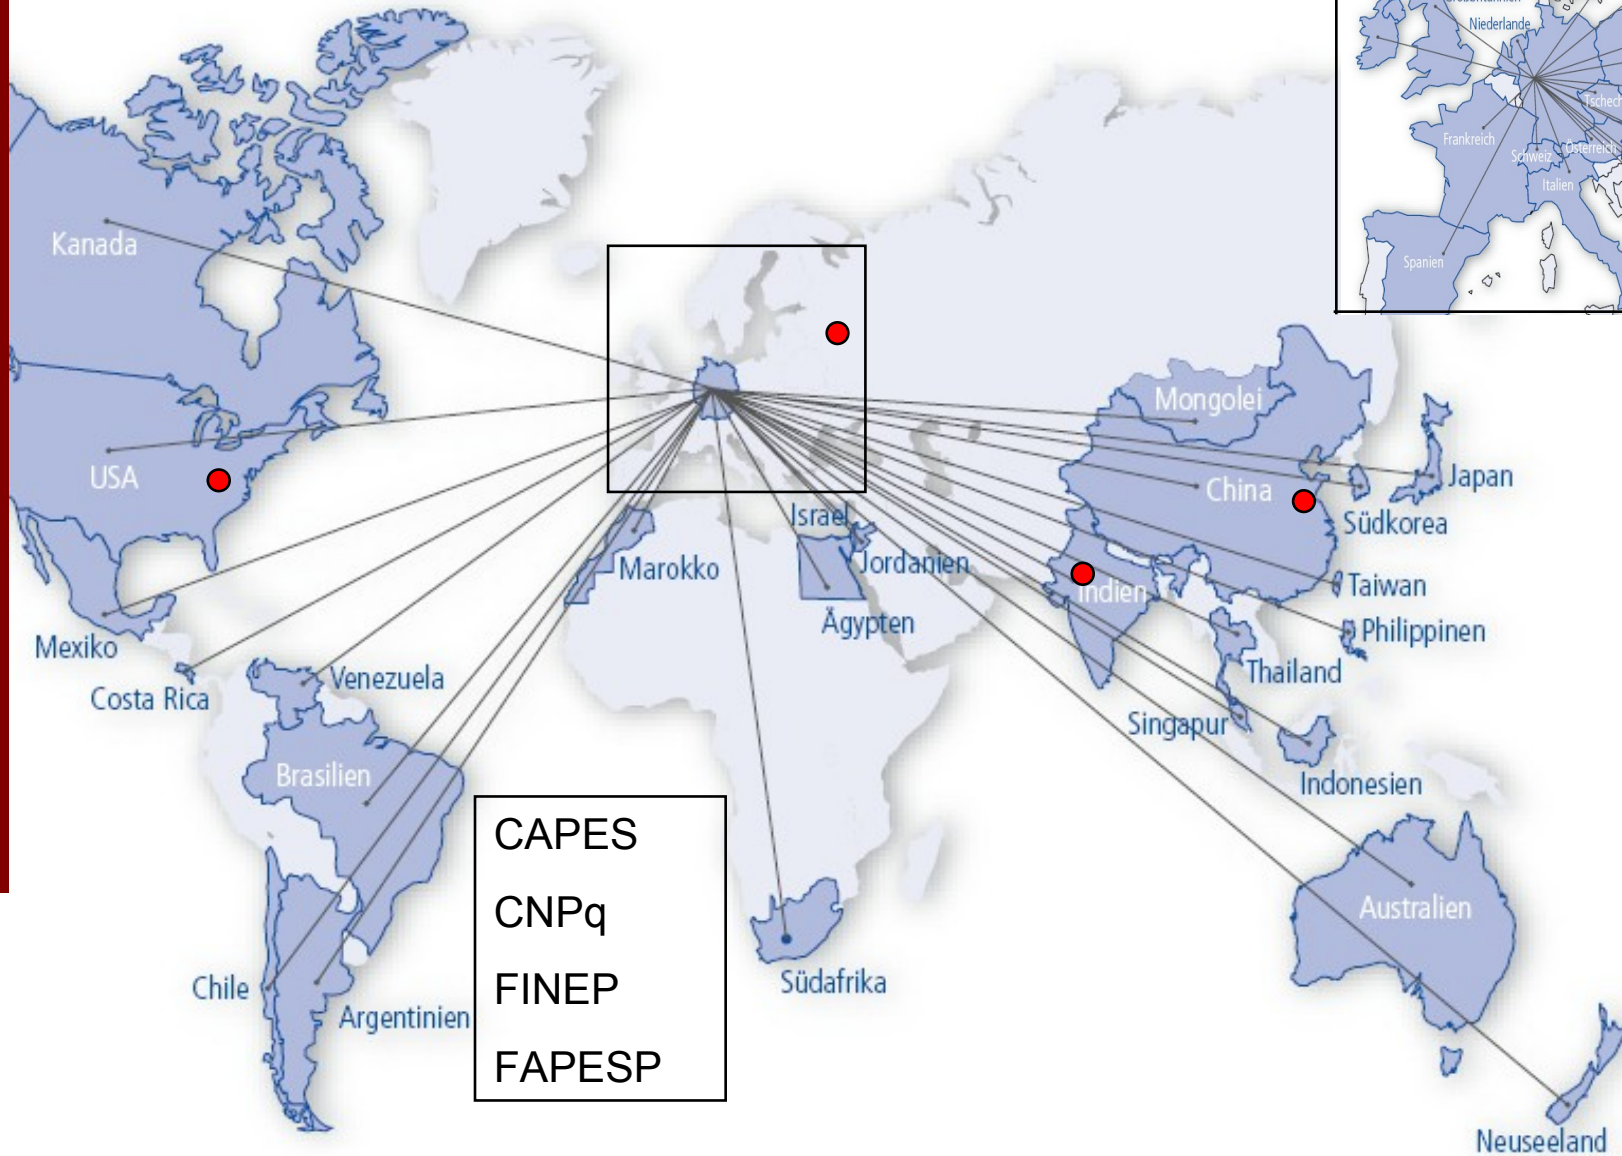 Großbritannien
Niederlande
Frankreich
Schweiz
Österreich
Italien
Spanien
Kanada
USA
Mexiko
Costa Rica
Venezuela
Brasilien
Chile
Argentinien
CAPES
CNPq
FINEP
FAPESP
Marokko
Israel
Jordanien
Ägypten
Südafrika
Mongolei
China
Japan
Südkorea
Taiwan
Indien
Philippinen
Thailand
Singapur
Indonesien
Australien
Neuseeland